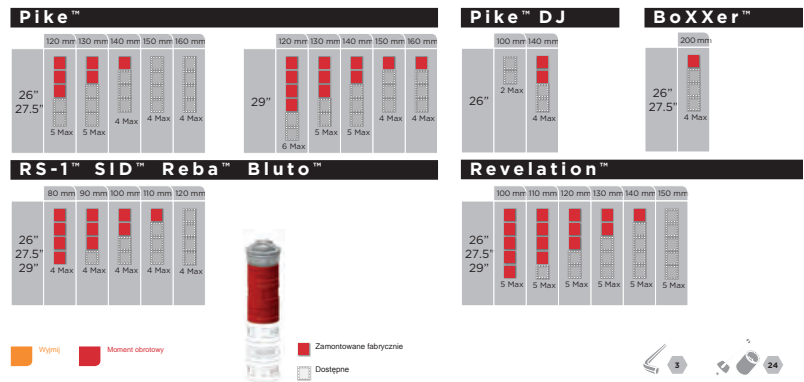 Pike™
120 mm 130 mm 140 mm 150 mm 160 mm
26”
27.5”
5 Max 5 Max 4 Max 4 Max 4 Max
120 mm 130 mm 140 mm 150 mm 160 mm
29”
6 Max 5 Max 5 Max 4 Max 4 Max
Pike™ DJ
100 mm 140 mm
26”
2 Max 4 Max
BoXXer™
200 mm
26”
27.5”
4 Max
RS-1™ SID™ Reba™ Bluto™
80 mm 90 mm 100 mm 110 mm 120 mm
26”
27.5”
29”
4 Max 4 Max 4 Max 4 Max 4 Max
Revelation™
100 mm 110 mm 120 mm 130 mm 140 mm 150 mm
26”
27.5”
29”
5 Max 5 Max 5 Max 5 Max 5 Max 5 Max
Wyjmij
Moment obrotowy
Zamontowane fabrycznie
Dostępne
3
24